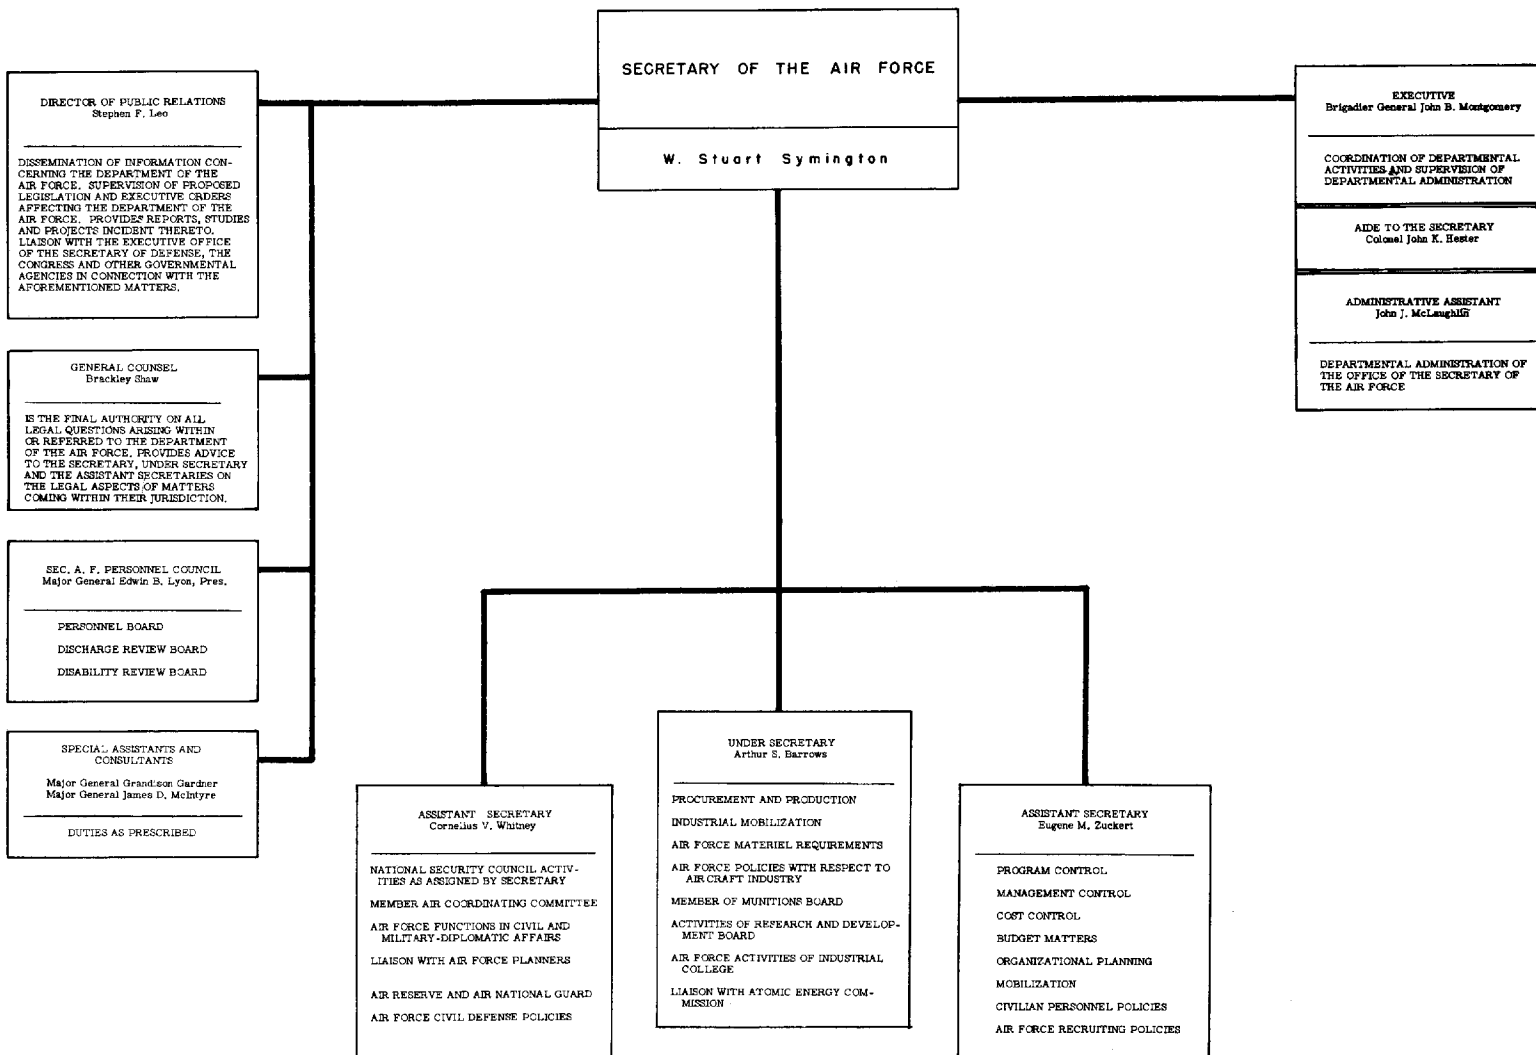 SECRETARY OF THE AIR FORCE
W. Stuart Symington
DIRECTOR OF PUBLIC RELATIONS
Stephen F. Leo
DISSEMINATION OF INFORMATION CON-
CERNING THE DEPARTMENT OF THE
AIR FORCE. SUPERVISION OF PROPOSED
LEGISLATION AND EXECUTIVE ORDERS
AFFECTING THE DEPARTMENT OF THE
AIR FORCE. PROVIDES REPORTS, STUDIES
AND PROJECTS INCIDENT THERETO.
LIAISON WITH THE EXECUTIVE OFFICE
OF THE SECRETARY OF DEFENSE, THE
CONGRESS AND OTHER GOVERNMENTAL
AGENCIES IN CONNECTION WITH THE
AFOREMENTIONED MATTERS.
GENERAL COUNSEL
Brackley Shaw
IS THE FINAL AUTHORITY ON ALL
LEGAL QUESTIONS ARISING WITHIN
OR REFERRED TO THE DEPARTMENT
OF THE AIR FORCE. PROVIDES ADVICE
TO THE SECRETARY, UNDER SECRETARY
AND THE ASSISTANT SECRETARIES ON
THE LEGAL ASPECTS OF MATTERS
COMING WITHIN THEIR JURISDICTION.
SEC. A. F. PERSONNEL COUNCIL
Major General Edwin B. Lyon, Pres.
PERSONNEL BOARD
DISCHARGE REVIEW BOARD
DISABILITY REVIEW BOARD
SPECIAL ASSISTANTS AND
CONSULTANTS
Major General Grandison Gardner
Major General James D. McIntyre
DUTIES AS PRESCRIBED
EXECUTIVE
Brigadier General John B. Montgomery
COORDINATION OF DEPARTMENTAL
ACTIVITIES AND SUPERVISION OF
DEPARTMENTAL ADMINISTRATION
AIDE TO THE SECRETARY
Colonel John K. Hester
ADMINISTRATIVE ASSISTANT
John J. McLaughlin
DEPARTMENTAL ADMINISTRATION OF
THE OFFICE OF THE SECRETARY OF
THE AIR FORCE
ASSISTANT SECRETARY
Cornelius V. Whitney
NATIONAL SECURITY COUNCIL ACTIV-
ITIES AS ASSIGNED BY SECRETARY
MEMBER AIR COORDINATING COMMITTEE
AIR FORCE FUNCTIONS IN CIVIL AND
MILITARY-DIPLOMATIC AFFAIRS
LIAISON WITH AIR FORCE PLANNERS
AIR RESERVE AND AIR NATIONAL GUARD
AIR FORCE CIVIL DEFENSE POLICIES
UNDER SECRETARY
Arthur S. Barrows
PROCUREMENT AND PRODUCTION
INDUSTRIAL MOBILIZATION
AIR FORCE MATERIEL REQUIREMENTS
AIR FORCE POLICIES WITH RESPECT TO
AIRCRAFT INDUSTRY
MEMBER OF MUNITIONS BOARD
ACTIVITIES OF RESEARCH AND DEVELOP-
MENT BOARD
AIR FORCE ACTIVITIES OF INDUSTRIAL
COLLEGE
LIAISON WITH ATOMIC ENERGY COM-
MISSION
ASSISTANT SECRETARY
Eugene M. Zuckert
PROGRAM CONTROL
MANAGEMENT CONTROL
COST CONTROL
BUDGET MATTERS
ORGANIZATIONAL PLANNING
MOBILIZATION
CIVILIAN PERSONNEL POLICIES
AIR FORCE RECRUITING POLICIES